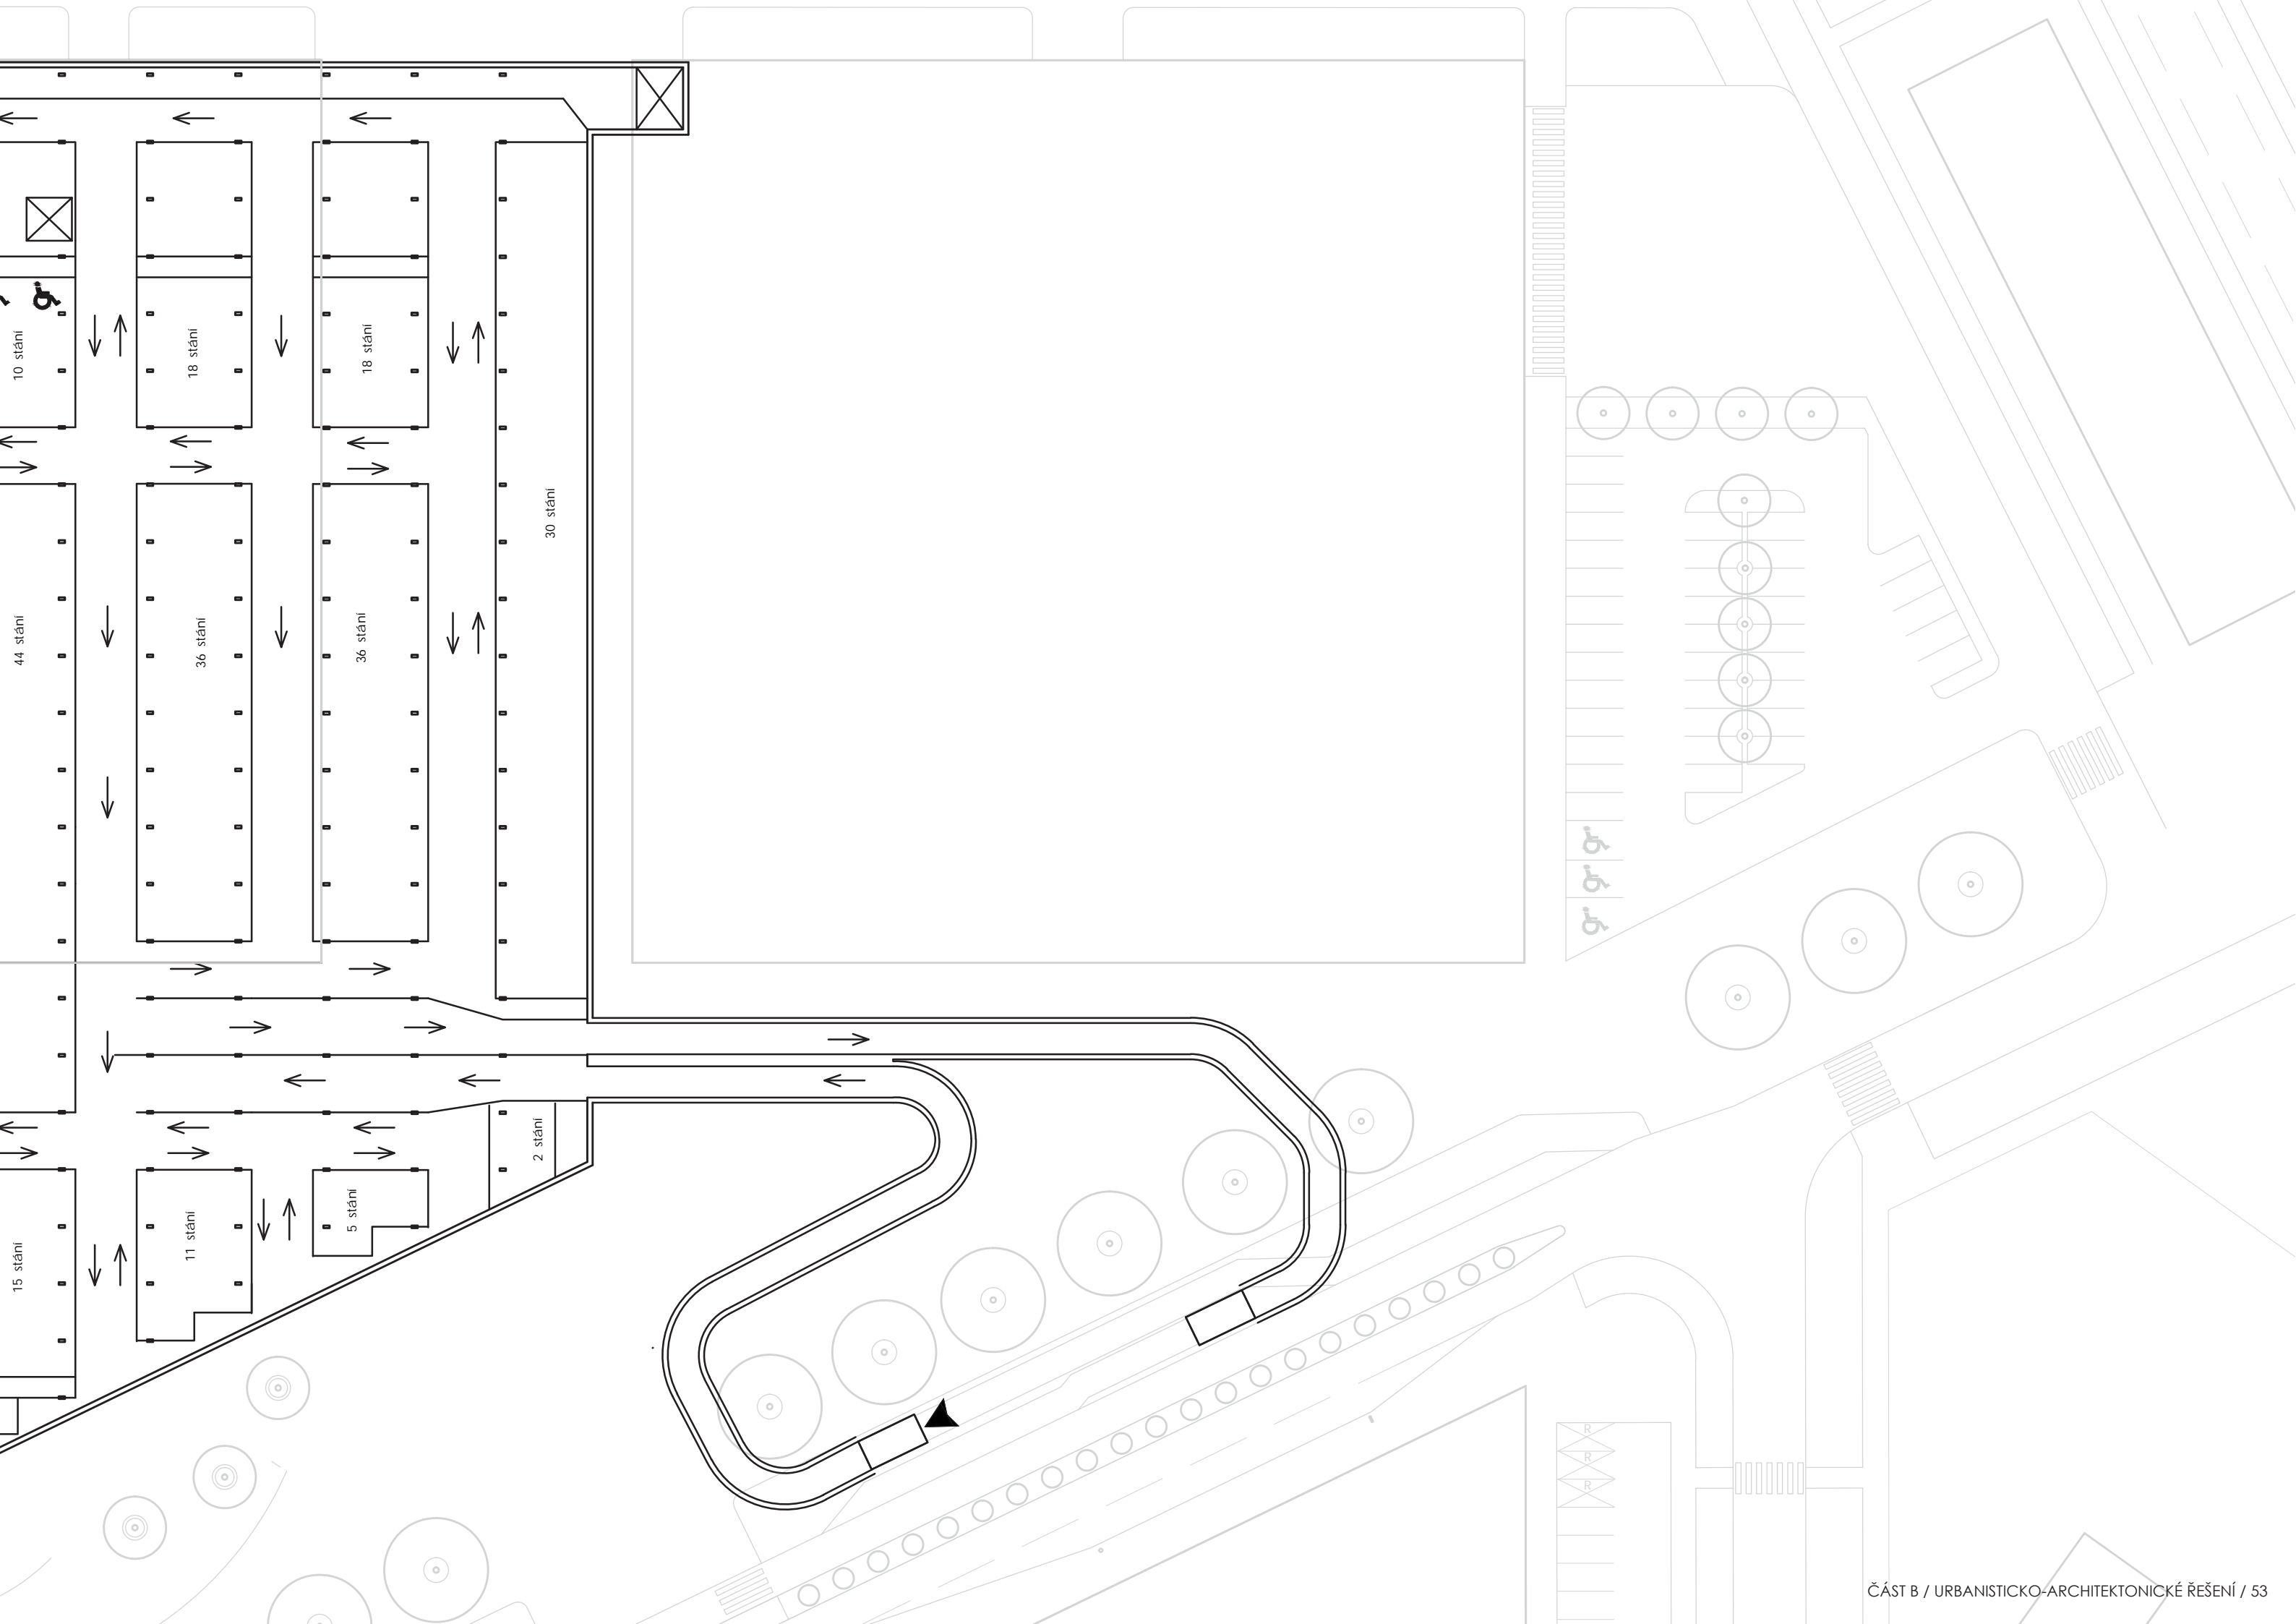 10 stání
18 stání
18 stání
30 stání
44 stání
36 stání
36 stání
2 stání
15 stání
11 stání
5 stání
R
R
R
ČÁST B / URBANISTICKO-ARCHITEKTONICKÉ ŘEŠENÍ / 53